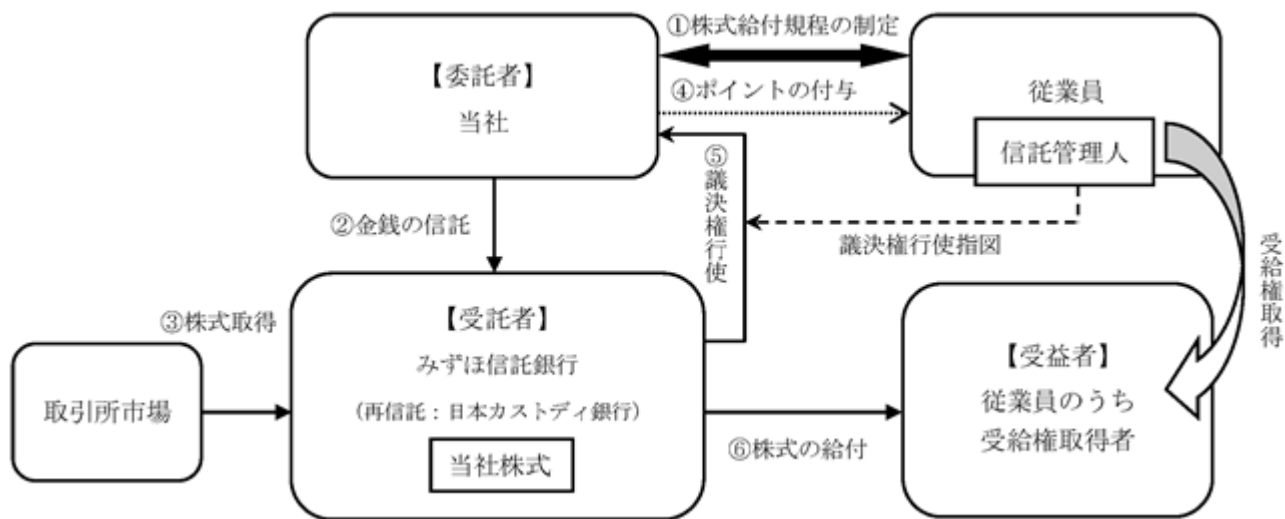 ①株式給付規程の制定
【委託者】
当社
④ポイントの付与
従業員
信託管理人
②金銭の信託
⑤議決権行使
議決権行使指図
受給権取得
③株式取得
取引所市場
【受託者】
みずほ信託銀行
(再信託:日本カストディ銀行)
当社株式
⑥株式の給付
【受益者】
従業員のうち
受給権取得者